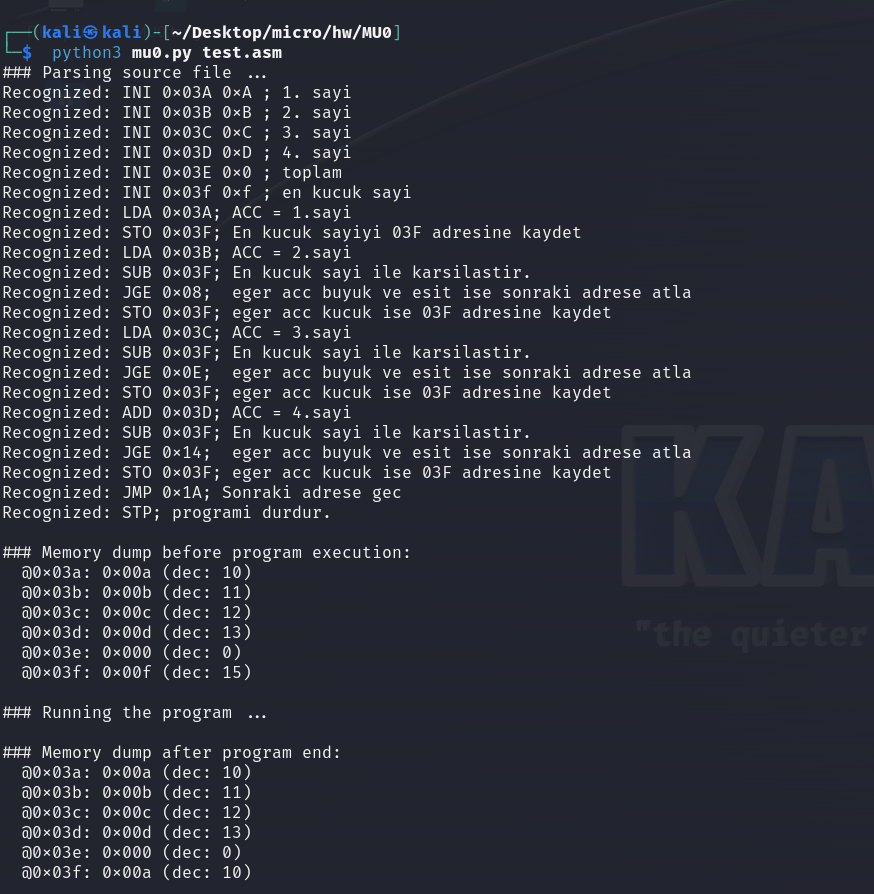 ┌──(kali㉿kali)-[~/Desktop/micro/hw/MU0]
└─$ python3 mu0.py test.asm
### Parsing source file ...
Recognized: INI 0×03A 0×A ; 1. sayi
Recognized: INI 0×03B 0×B ; 2. sayi
Recognized: INI 0×03C 0×C ; 3. sayi
Recognized: INI 0×03D 0×D ; 4. sayi
Recognized: INI 0×03E 0×0 ; toplam
Recognized: INI 0×03f 0×f ; en kucuk sayi
Recognized: LDA 0×03A; ACC = 1.sayi
Recognized: STO 0×03F; En kucuk sayiyi 03F adresine kaydet
Recognized: LDA 0×03B; ACC = 2.sayi
Recognized: SUB 0×03F; En kucuk sayi ile karsilastir.
Recognized: JGE 0×08;  eger acc buyuk ve esit ise sonraki adrese atla
Recognized: STO 0×03F; eger acc kucuk ise 03F adresine kaydet
Recognized: LDA 0×03C; ACC = 3.sayi
Recognized: SUB 0×03F; En kucuk sayi ile karsilastir.
Recognized: JGE 0×0E;  eger acc buyuk ve esit ise sonraki adrese atla
Recognized: STO 0×03F; eger acc kucuk ise 03F adresine kaydet
Recognized: ADD 0×03D; ACC = 4.sayi
Recognized: SUB 0×03F; En kucuk sayi ile karsilastir.
Recognized: JGE 0×14;  eger acc buyuk ve esit ise sonraki adrese atla
Recognized: STO 0×03F; eger acc kucuk ise 03F adresine kaydet
Recognized: JMP 0×1A; Sonraki adrese gec
Recognized: STP; programi durdur.
### Memory dump before program execution:
@0×03a: 0×00a (dec: 10)
@0×03b: 0×00b (dec: 11)
@0×03c: 0×00c (dec: 12)
@0×03d: 0×00d (dec: 13)
@0×03e: 0×000 (dec: 0)
@0×03f: 0×00f (dec: 15)
### Running the program ...
### Memory dump after program end:
@0×03a: 0×00a (dec: 10)
@0×03b: 0×00b (dec: 11)
@0×03c: 0×00c (dec: 12)
@0×03d: 0×00d (dec: 13)
@0×03e: 0×000 (dec: 0)
@0×03f: 0×00a (dec: 10)
KA
"the quieter